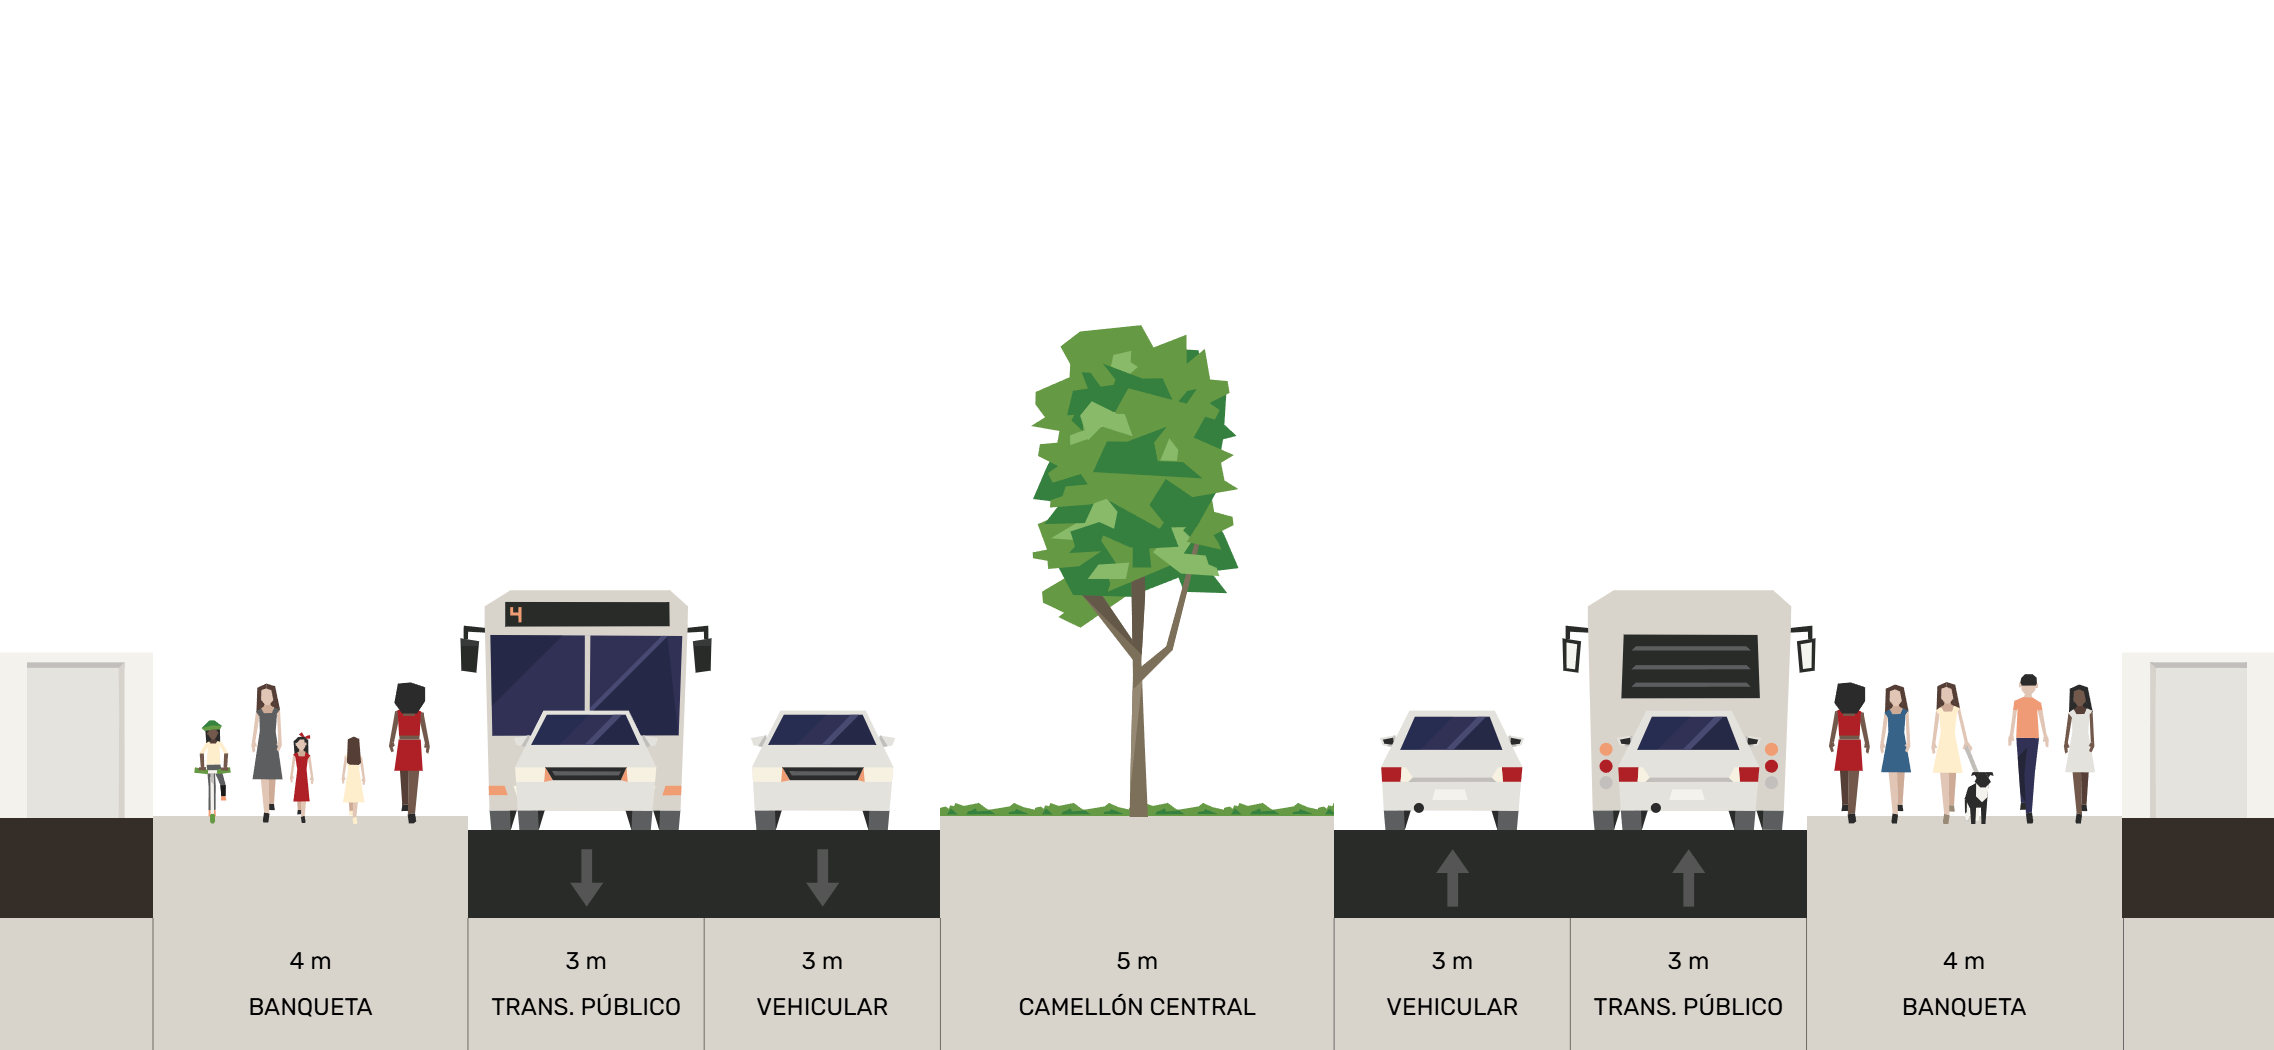 4
4 m
BANQUETA
3 m
TRANS. PÚBLICO
3 m
VEHICULAR
5 m
CAMELLÓN CENTRAL
3 m
VEHICULAR
3 m
TRANS. PÚBLICO
4 m
BANQUETA